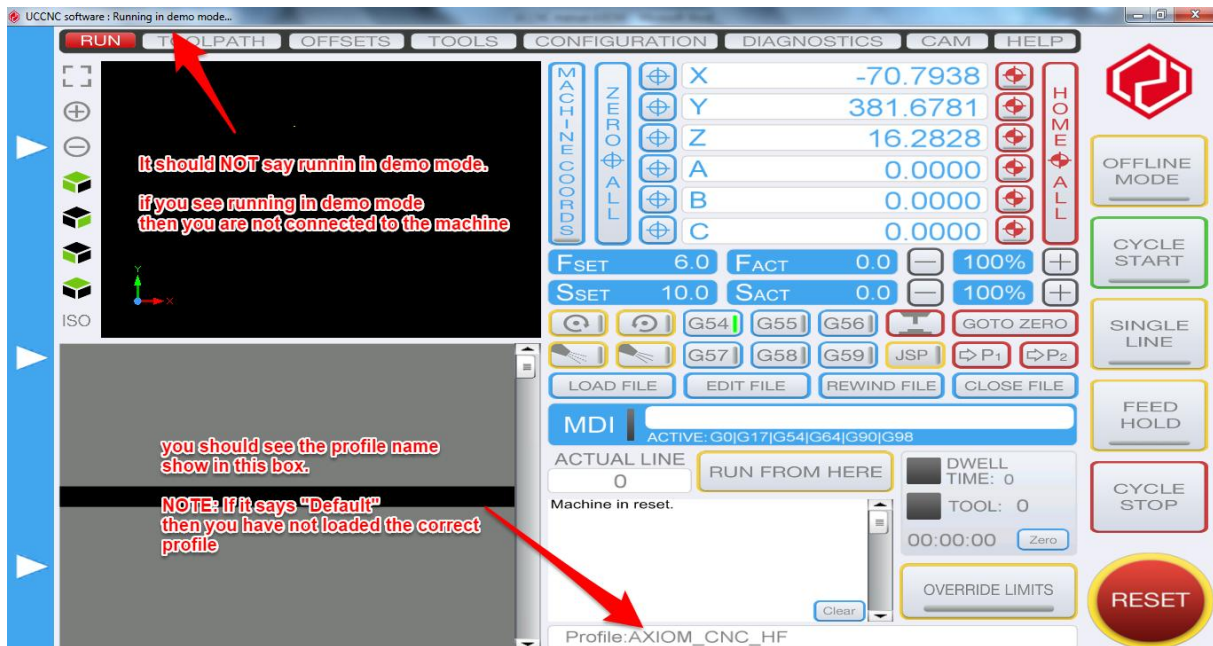 UCCNC software : Running in demo mode...
RUN TOOLPATH OFFSETS TOOLS CONFIGURATION DIAGNOSTICS CAM HELP
It should NOT say runnin in demo mode.
if you see running in demo mode
then you are not connected to the machine
Y
X
ISO
MACHINE COORDS
ZERO ALL
X -70.7938
Y 381.6781
Z 16.2828
A 0.0000
B 0.0000
C 0.0000
HOME ALL
FSET 6.0 FACT 0.0 100%
SSET 10.0 SACT 0.0 100%
G54 G55 G56 GOTO ZERO
G57 G58 G59 JSP P1 P2
LOAD FILE EDIT FILE REWIND FILE CLOSE FILE
MDI
ACTIVE: G0|G17|G54|G64|G90|G98
you should see the profile name
show in this box.
NOTE: If it says "Default"
then you have not loaded the correct
profile
ACTUAL LINE
0
RUN FROM HERE
DWELL
TIME: 0
TOOL: 0
00:00:00 Zero
Machine in reset.
Clear
OVERRIDE LIMITS
Profile:AXIOM_CNC_HF
OFFLINE
MODE
CYCLE
START
SINGLE
LINE
FEED
HOLD
CYCLE
STOP
RESET